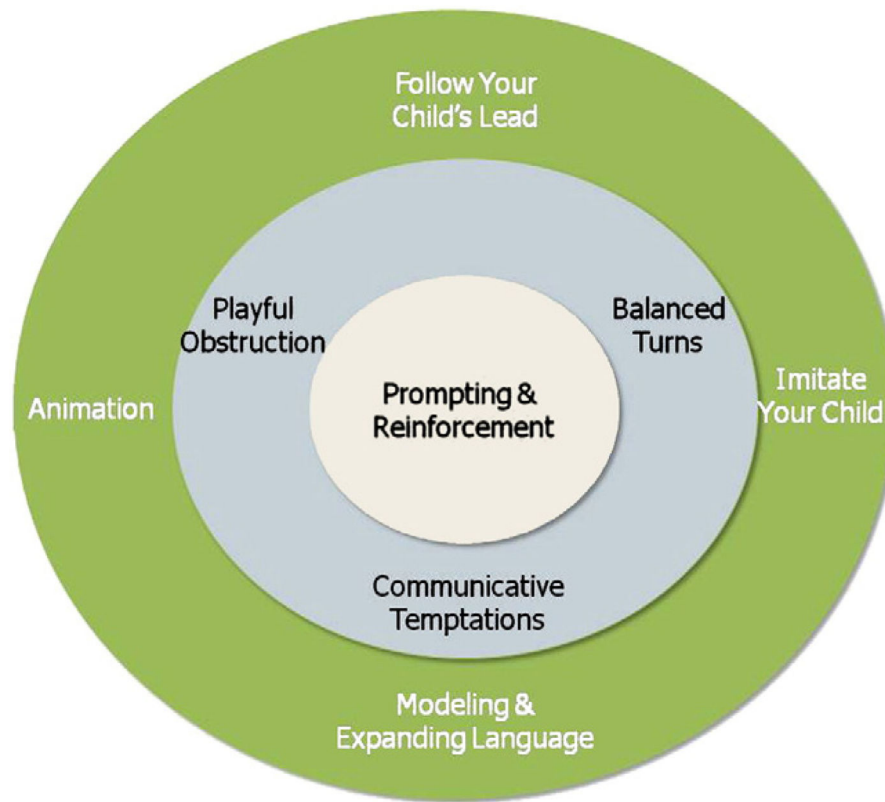 Follow Your
Child's Lead
Playful
Obstruction
Balanced
Turns
Animation
Prompting &
Reinforcement
Imitate
Your Child
Communicative
Temptations
Modeling &
Expanding Language